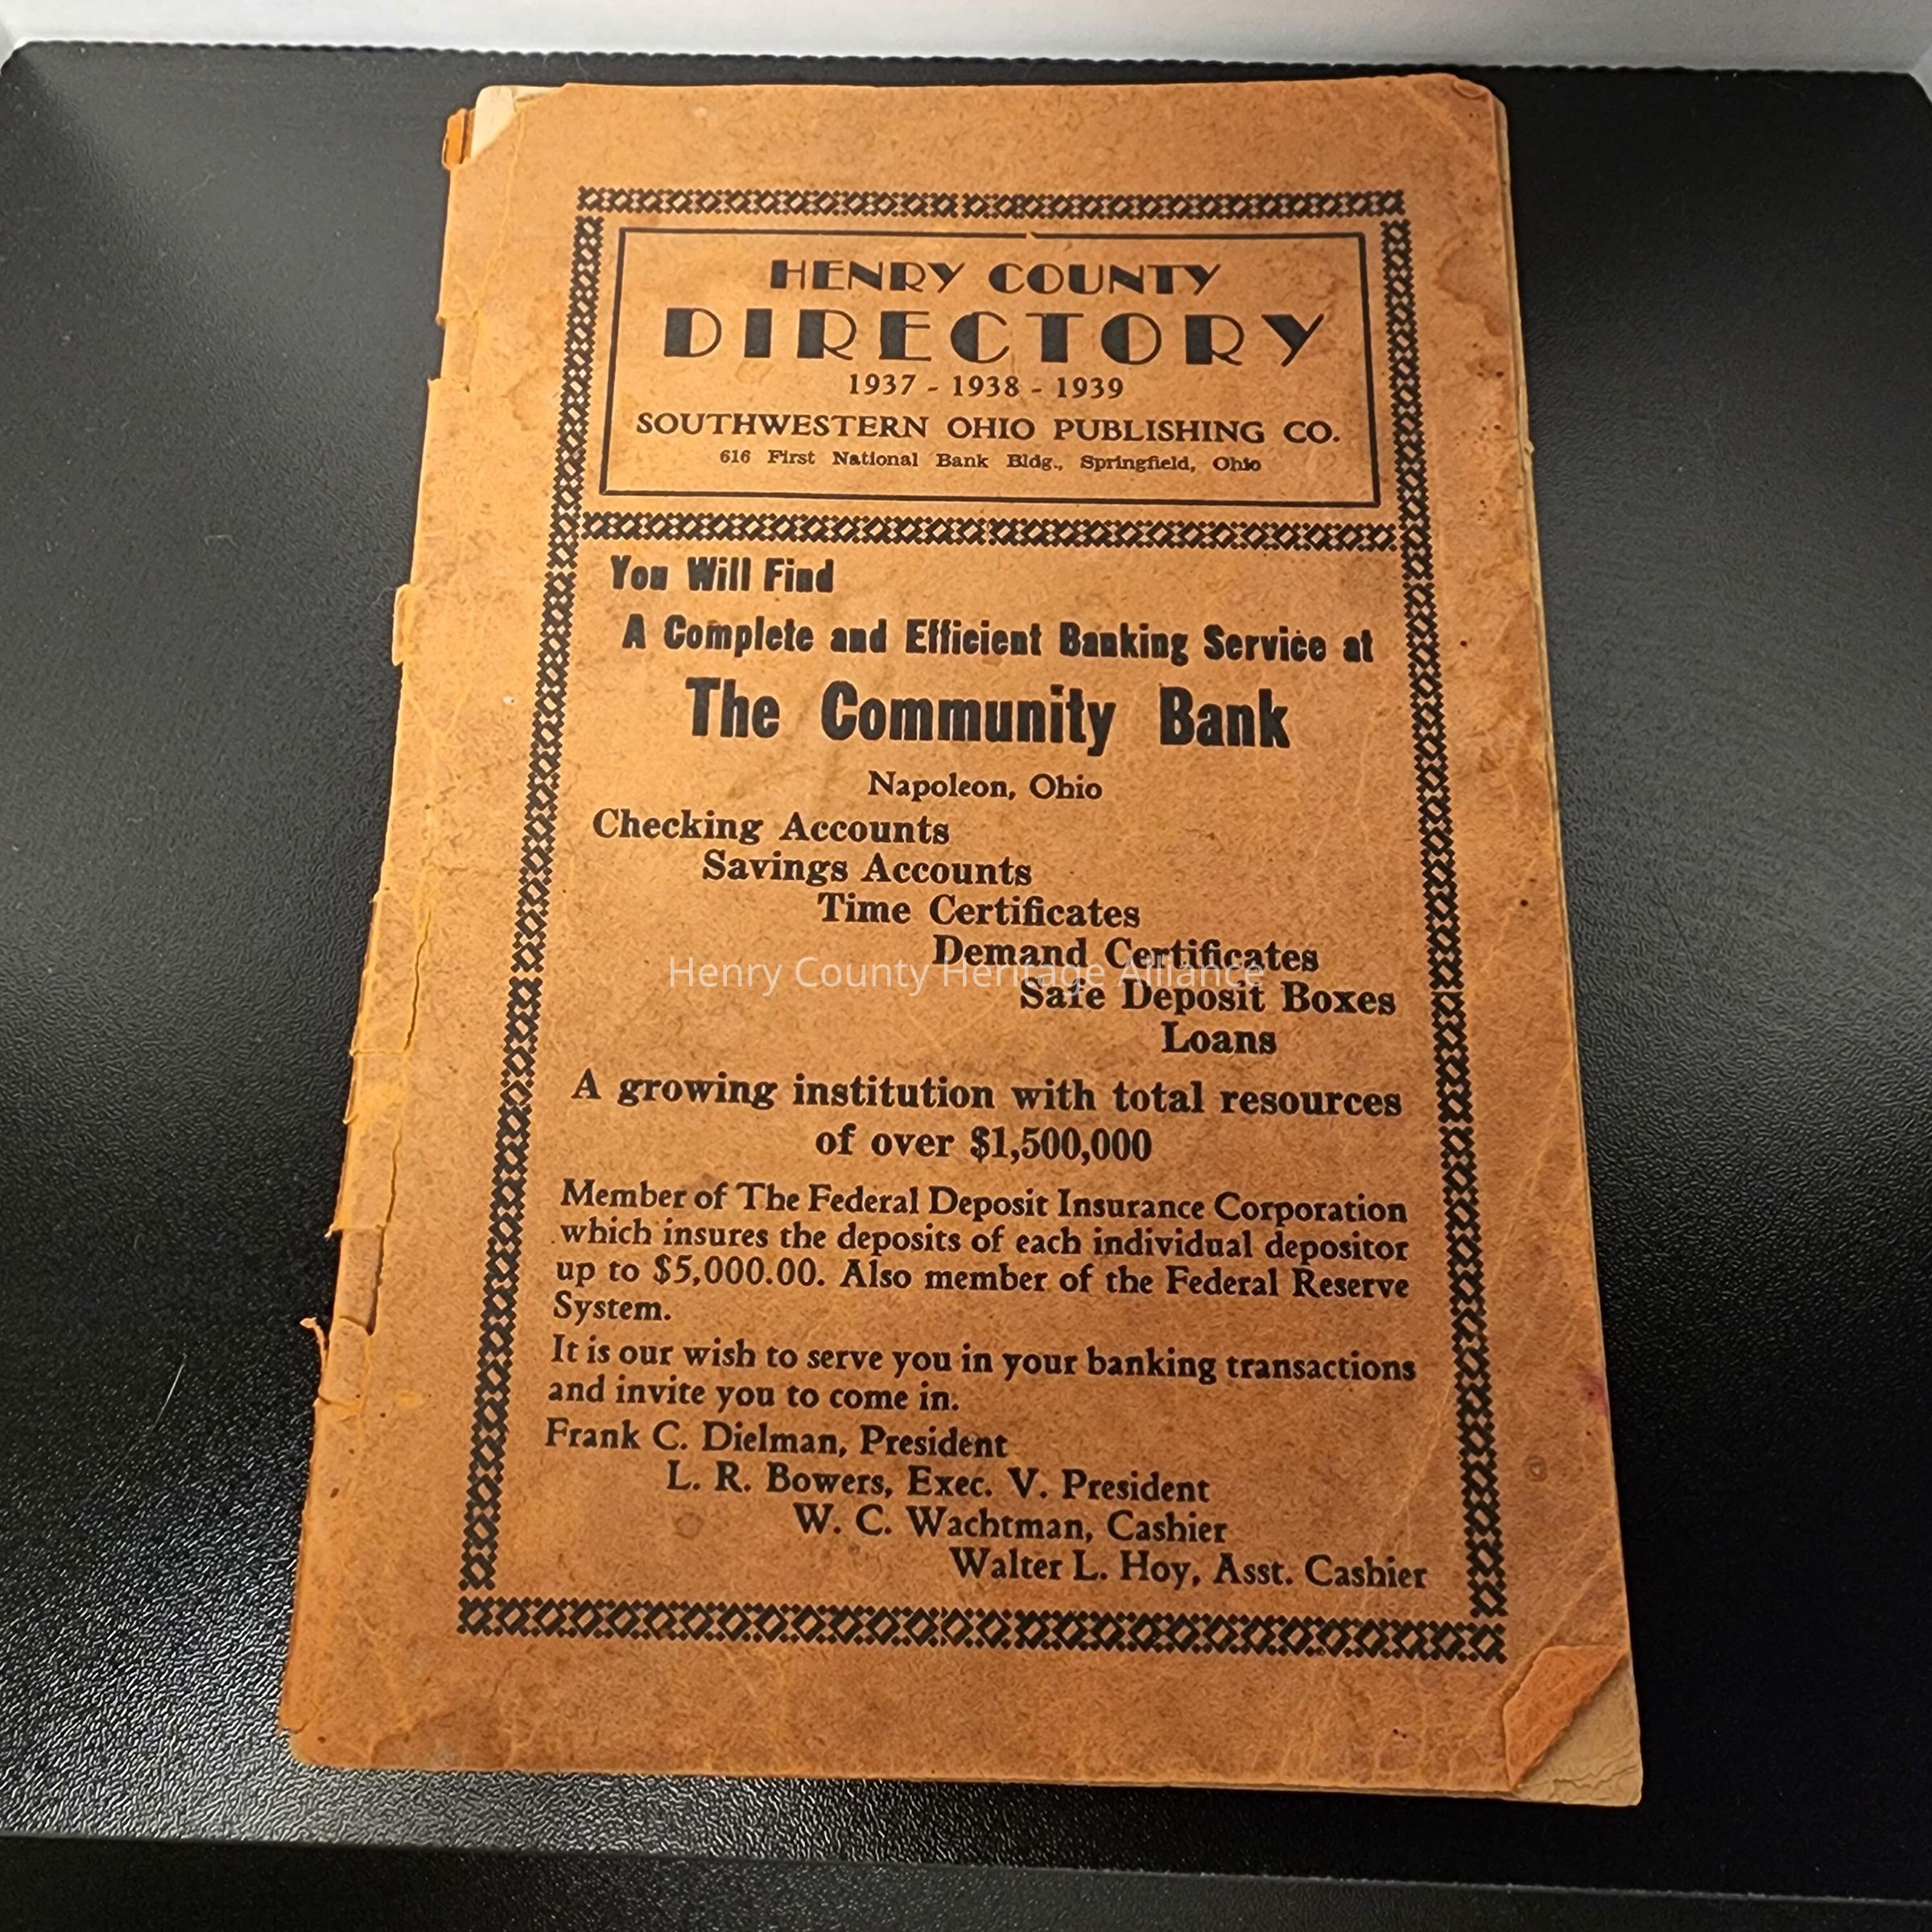 HENRY COUNTY
DIRECTORY
1937 - 1938 - 1939
SOUTHWESTERN OHIO PUBLISHING CO.
616 First National Bank Bldg., Springfield, Ohio
You Will Find
A Complete and Efficient Banking Service at
The Community Bank
Napoleon, Ohio
Checking Accounts
Savings Accounts
Time Certificates
Demand Certificates
Henry County Heritage Alliance
Safe Deposit Boxes
Loans
A growing institution with total resources
of over $1,500,000
Member of The Federal Deposit Insurance Corporation
which insures the deposits of each individual depositor
up to $5,000.00. Also member of the Federal Reserve
System.
It is our wish to serve you in your banking transactions
and invite you to come in.
Frank C. Dielman, President
L. R. Bowers, Exec. V. President
W. C. Wachtman, Cashier
Walter L. Hoy, Asst. Cashier